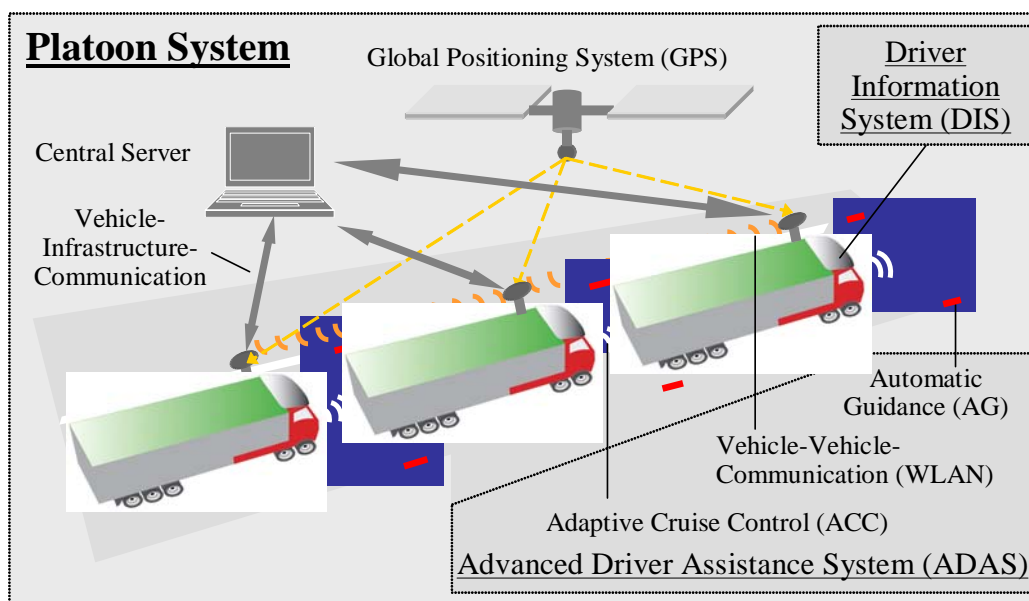 Platoon System
Global Positioning System (GPS)
Driver
Information
System (DIS)
Central Server
Vehicle-
Infrastructure-
Communication
Automatic
Guidance (AG)
Vehicle-Vehicle-
Communication (WLAN)
Adaptive Cruise Control (ACC)
Advanced Driver Assistance System (ADAS)